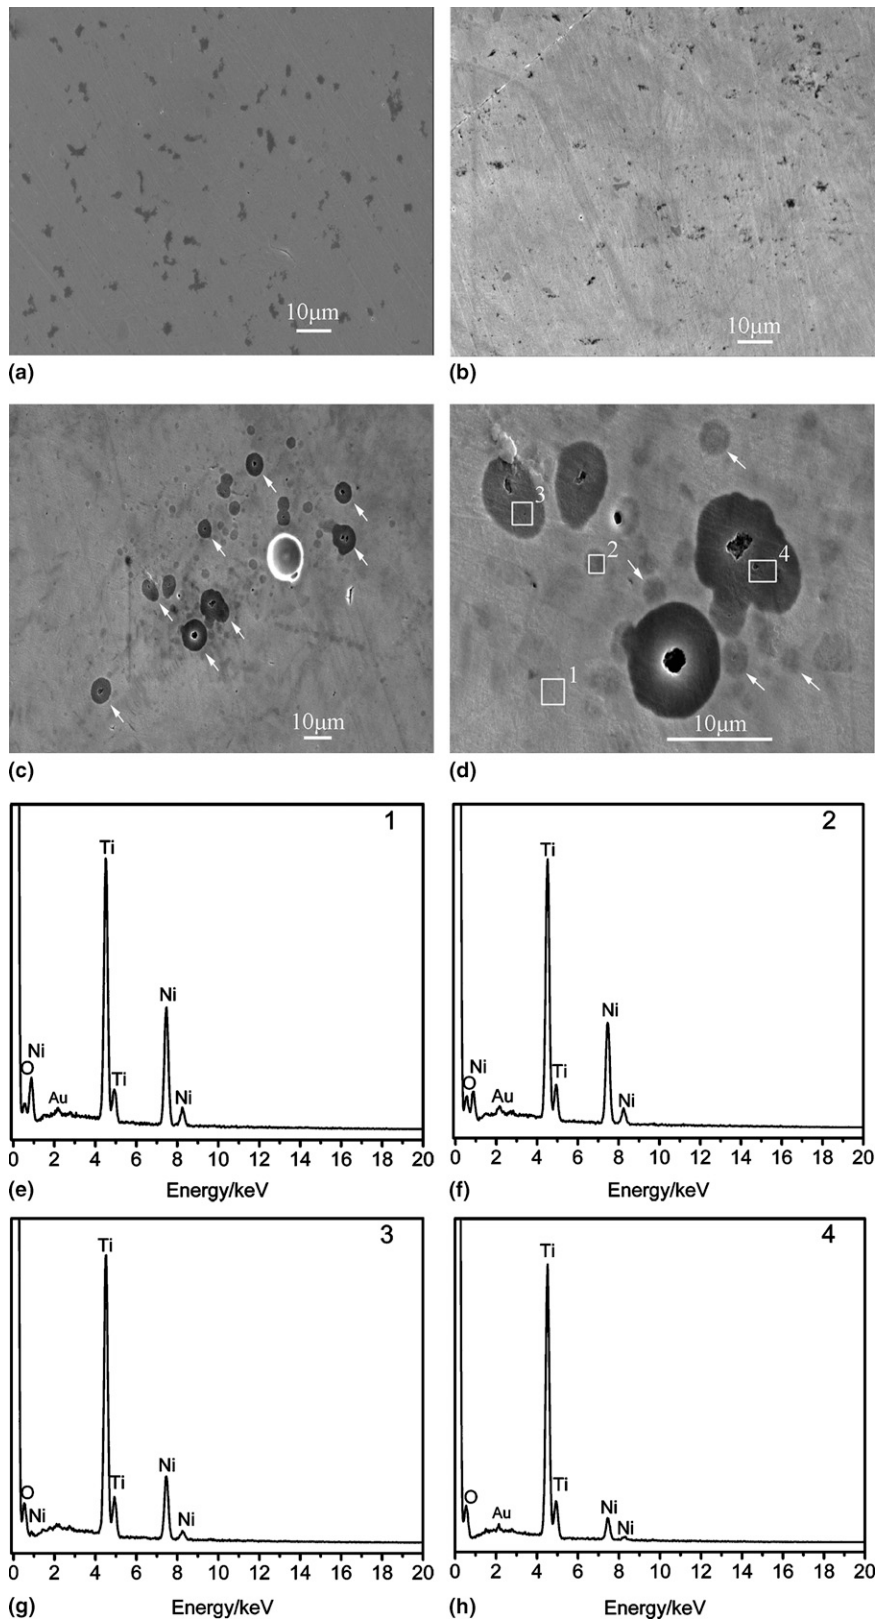 10μm
10μm
(a)
(b)
10μm
3
2
4
1
10μm
(c)
(d)
1
Ti
Ni
Ni
O
Ti
Au
Ni
0 2 4 6 8 10 12 14 16 18 20
Energy/keV
(e)
2
Ti
Ni
Ni
O
Ti
Au
Ni
0 2 4 6 8 10 12 14 16 18 20
Energy/keV
(f)
3
Ti
Ni
O
Ti
Ni
Ni
0 2 4 6 8 10 12 14 16 18 20
Energy/keV
(g)
4
Ti
O
Ti
Au
Ni
Ni
0 2 4 6 8 10 12 14 16 18 20
Energy/keV
(h)